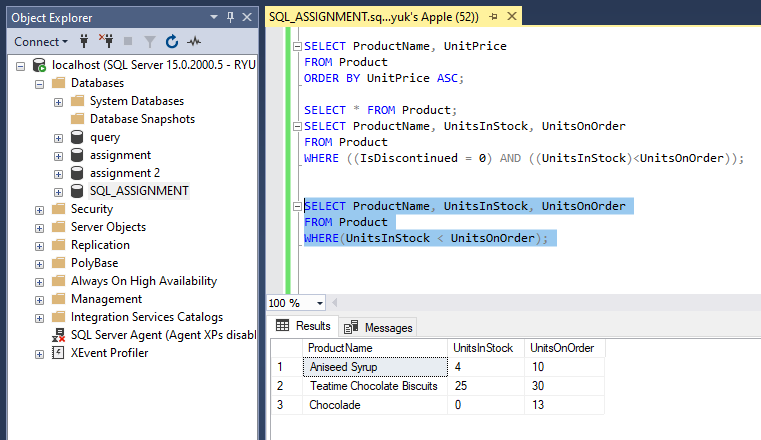 Object Explorer
Connect
localhost (SQL Server 15.0.2000.5 - RYU
Databases
System Databases
Database Snapshots
query
assignment
assignment 2
SQL_ASSIGNMENT
Security
Server Objects
Replication
PolyBase
Always On High Availability
Management
Integration Services Catalogs
SQL Server Agent (Agent XPs disabl
XEvent Profiler
SQL_ASSIGNMENT.sq...yuk's Apple (52))
SELECT ProductName, UnitPrice
FROM Product
ORDER BY UnitPrice ASC;
SELECT * FROM Product;
SELECT ProductName, UnitsInStock, UnitsOnOrder
FROM Product
WHERE ((IsDiscontinued = 0) AND ((UnitsInStock)<UnitsOnOrder));
SELECT ProductName, UnitsInStock, UnitsOnOrder
FROM Product
WHERE(UnitsInStock < UnitsOnOrder);
100 %
Results Messages
ProductName UnitsInStock UnitsOnOrder
1 Aniseed Syrup 4 10
2 Teatime Chocolate Biscuits 25 30
3 Chocolade 0 13